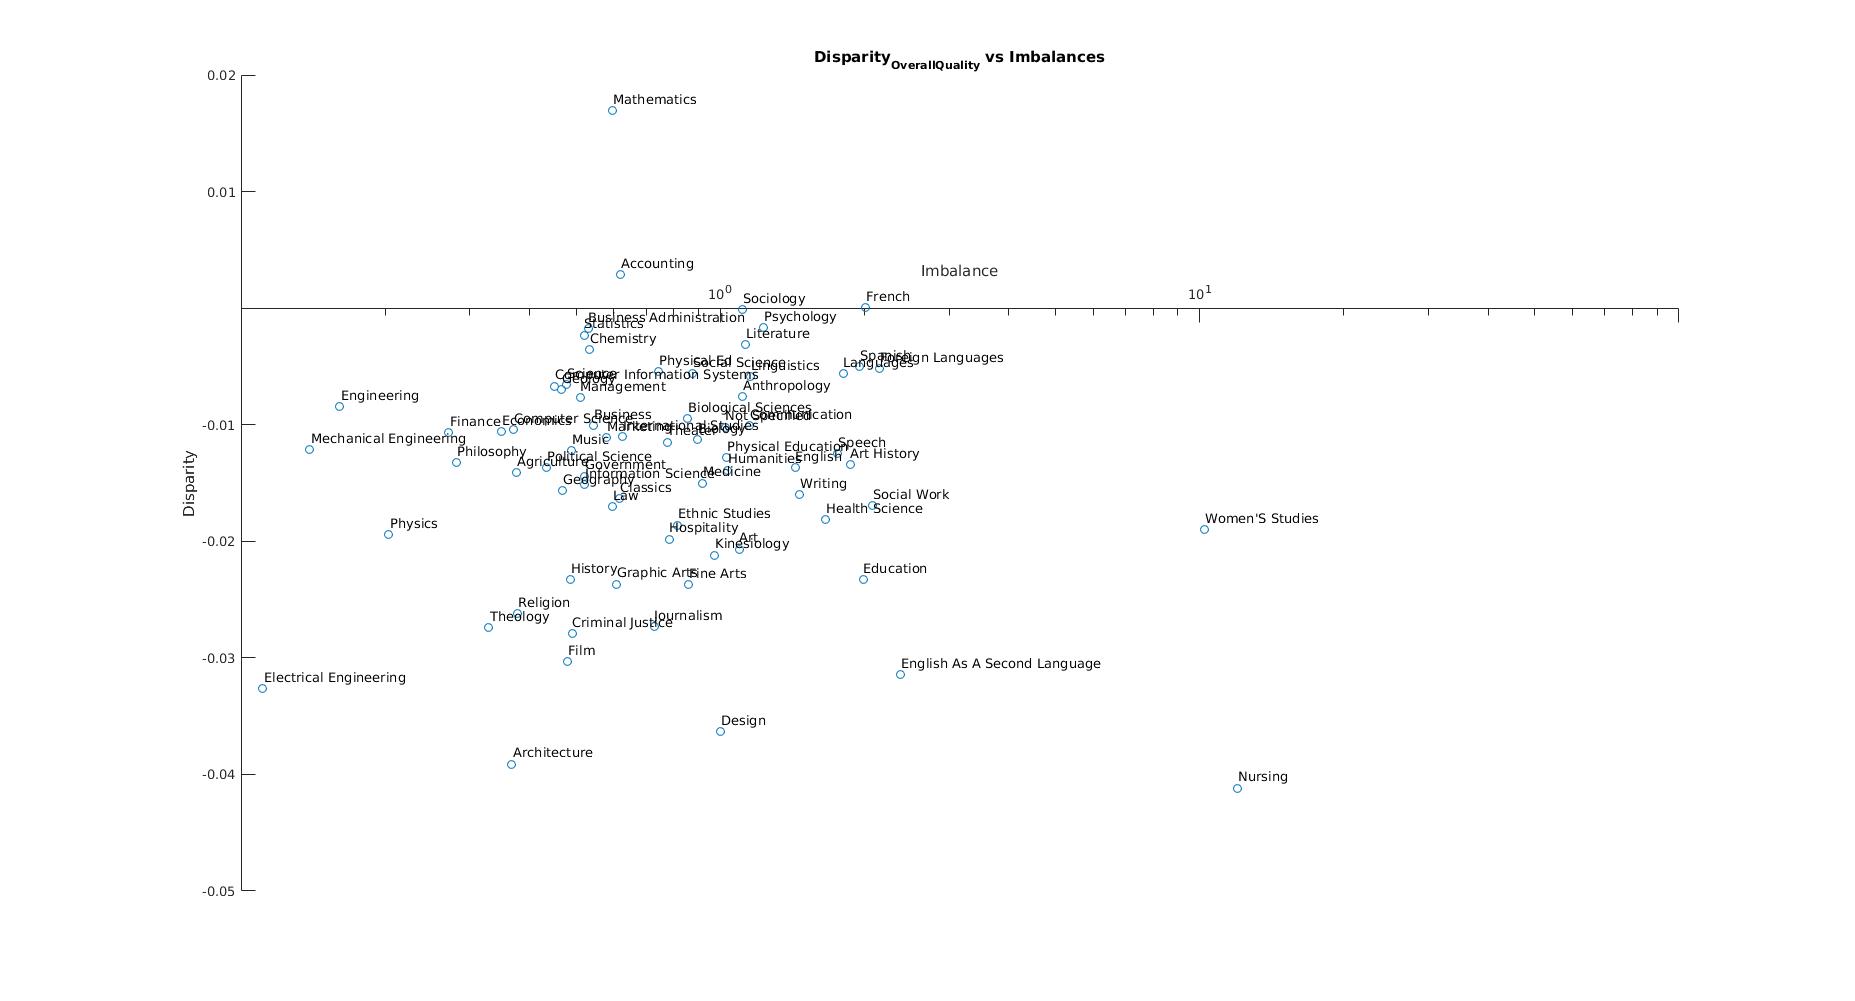 Disparity OverallQuality vs Imbalances
0.02
Mathematics
0.01
Accounting
Imbalance
10^0
10^1
Sociology
French
Business Administration
Psychology
Statistics
Literature
Chemistry
Physical Ed
Social Science
Linguistics
Languages
Spanish
Foreign Languages
Computer Information Systems
Science
Geology
Management
Anthropology
Engineering
Biological Sciences
Business
Not Specified
Communication
-0.01
Finance
Economics
Computer Science
Marketing
International Studies
Theater
Biology
Mechanical Engineering
Music
Physical Education
Speech
Philosophy
Political Science
Humanities
English
Art History
Agriculture
Government
Information Science
Medicine
Geography
Classics
Law
Writing
Social Work
Health Science
Disparity
Ethnic Studies
Women'S Studies
Physics
Hospitality
-0.02
Art
Kinesiology
History
Graphic Arts
Fine Arts
Education
Religion
Theology
Criminal Justice
Journalism
Film
-0.03
English As A Second Language
Electrical Engineering
Design
Architecture
-0.04
Nursing
-0.05